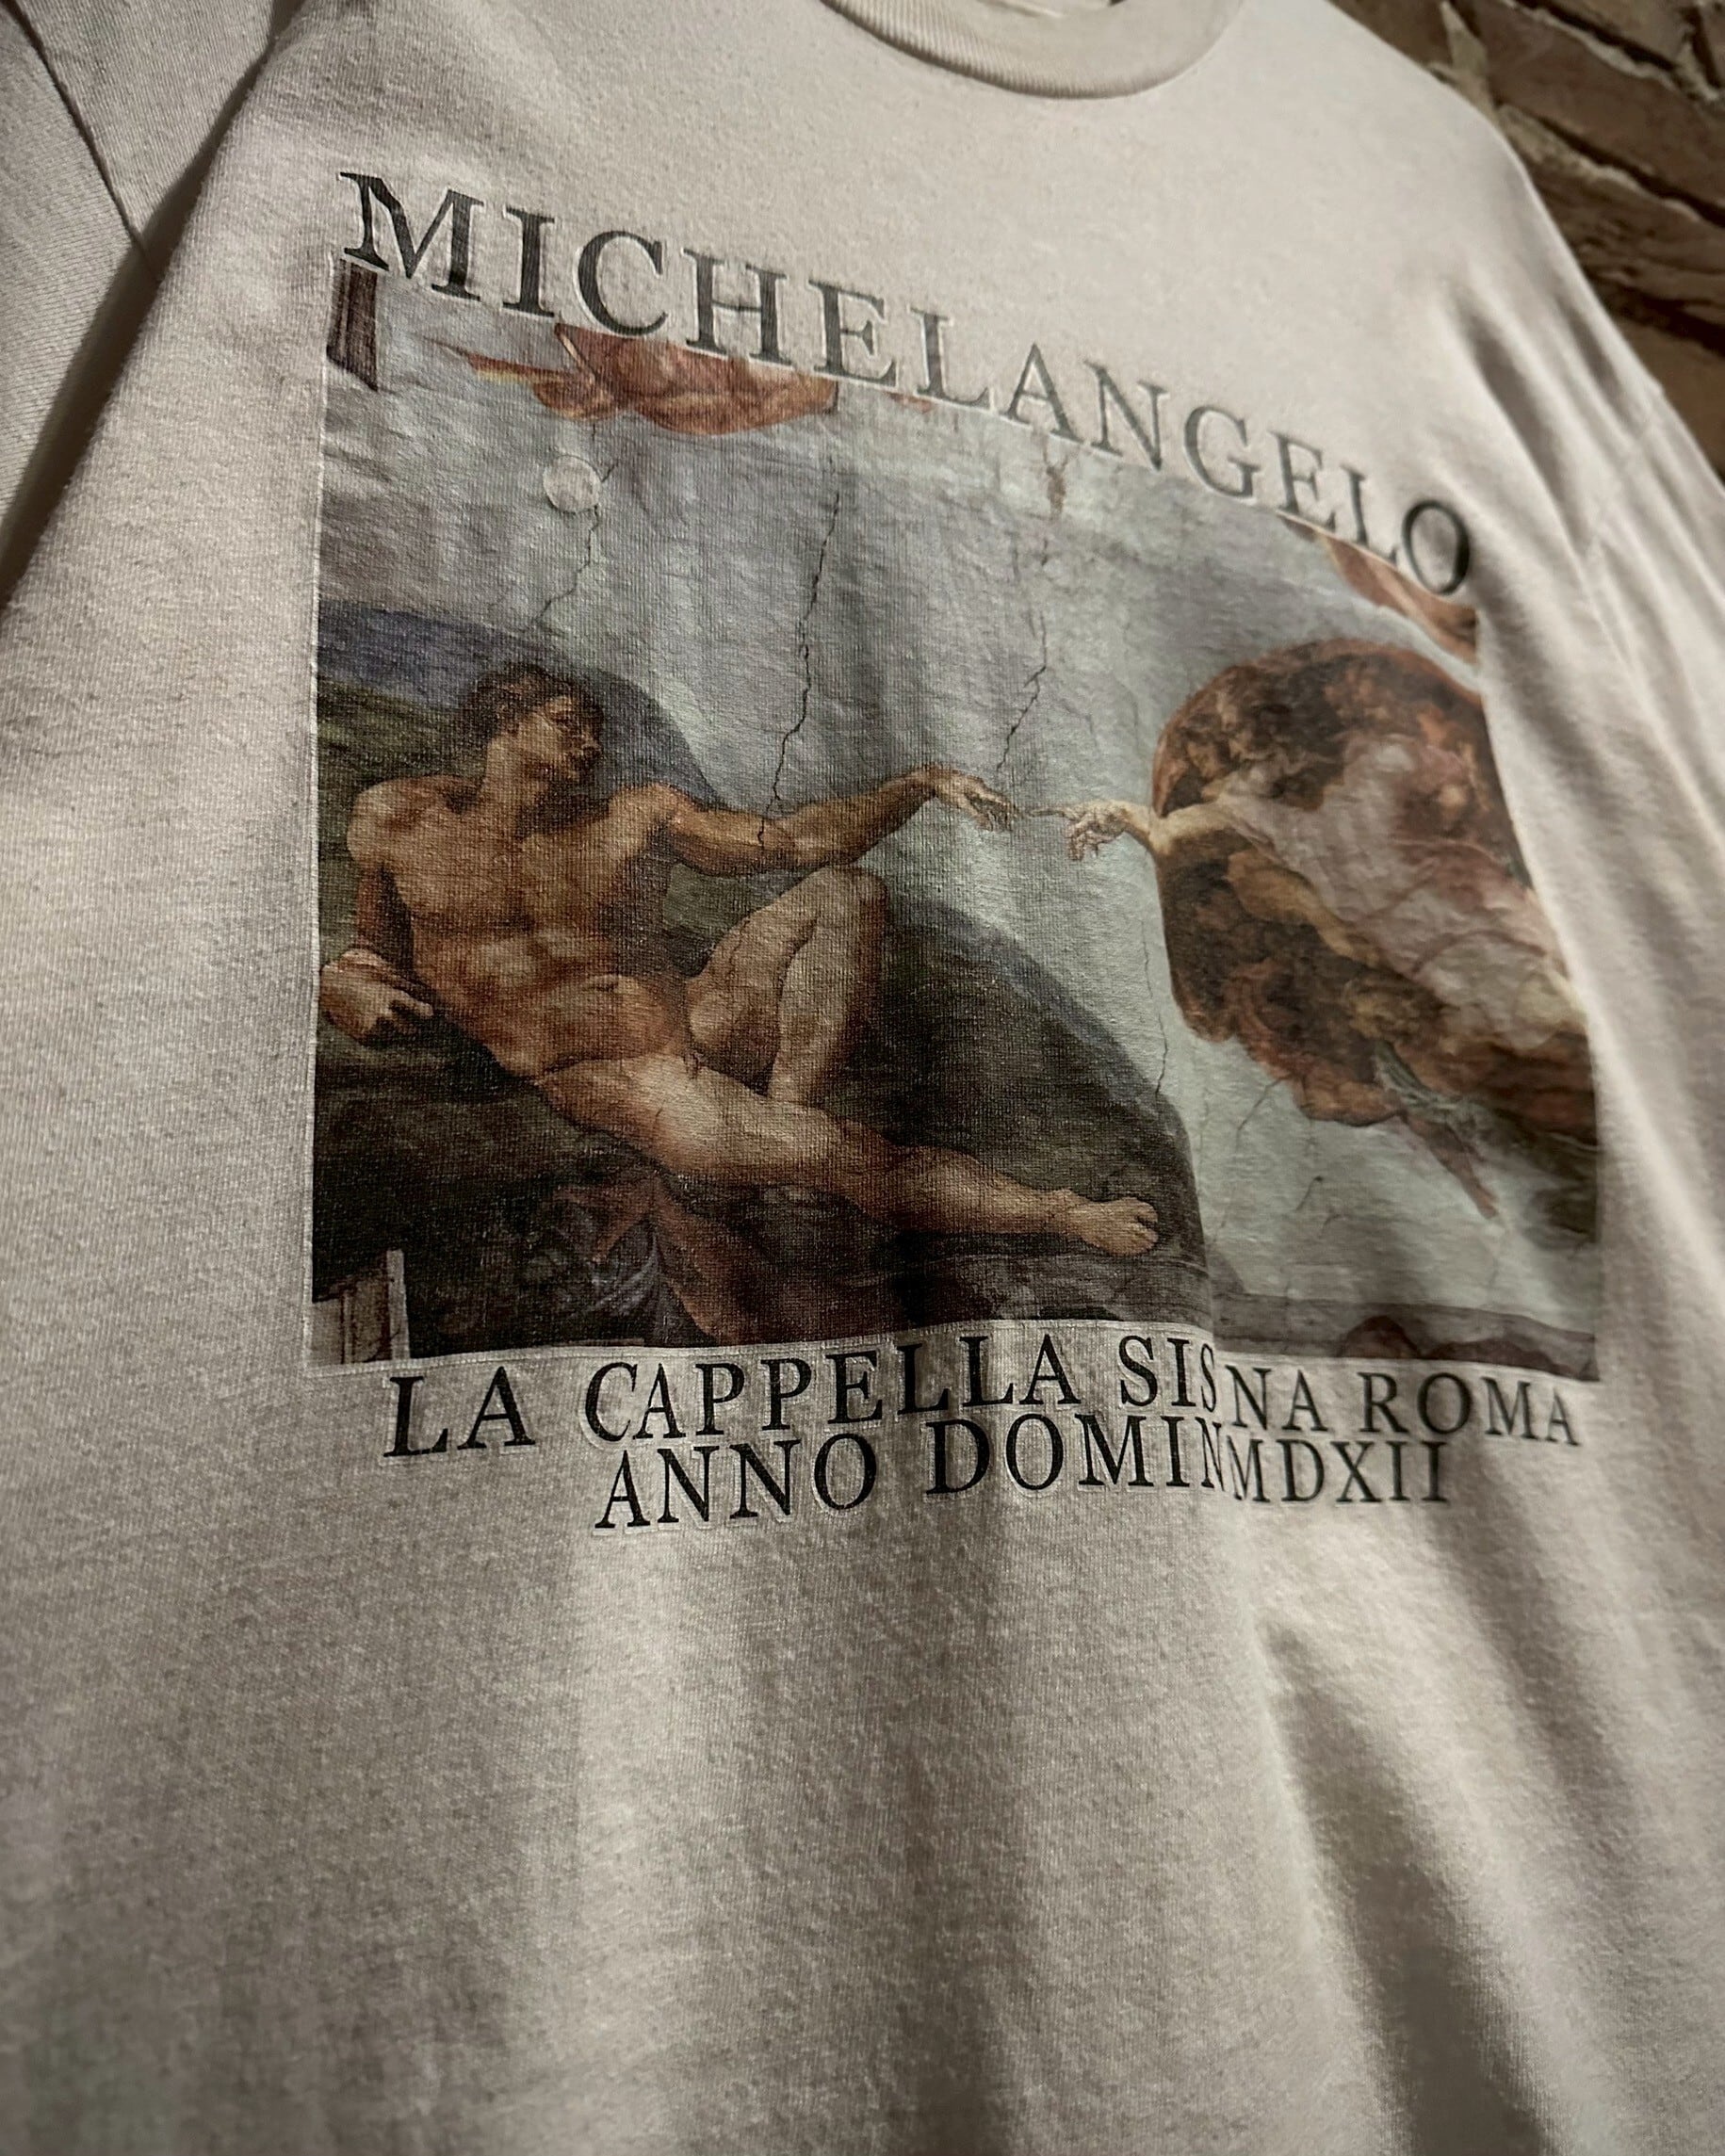 MICHELANGELO
LA CAPPELLA SISNA ROMA
ANNO DOMINMDXII